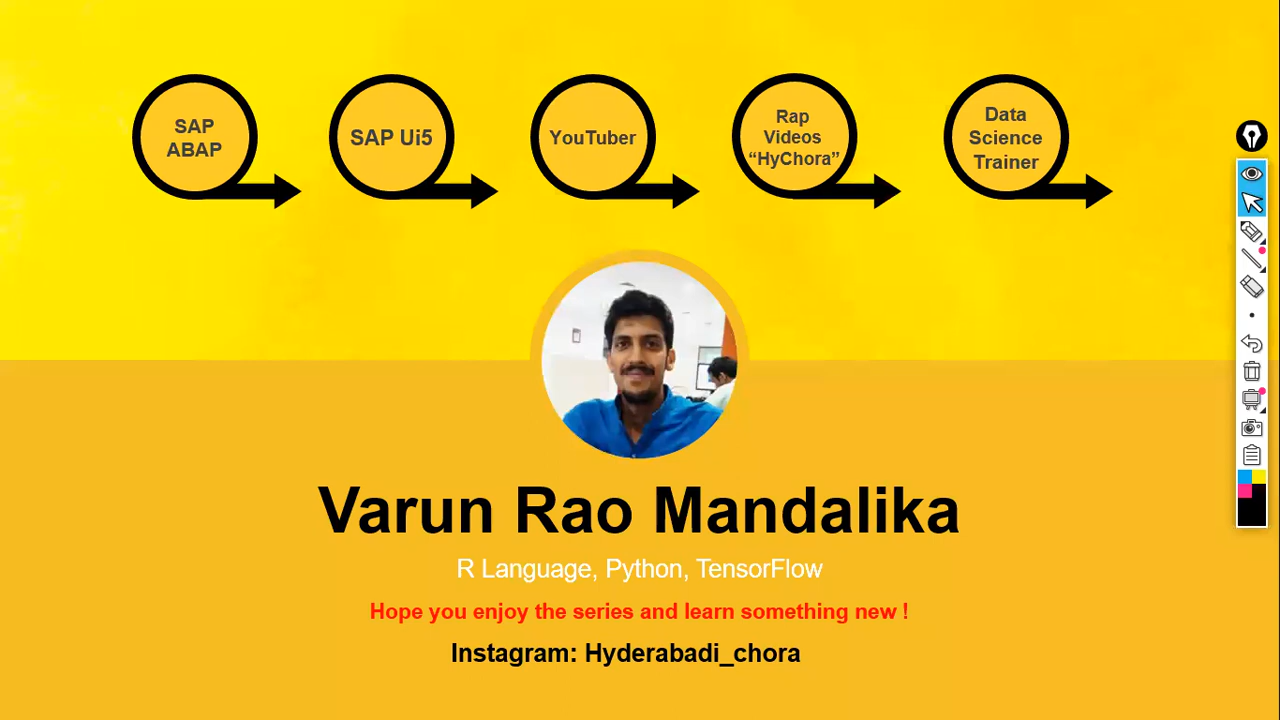 SAP
ABAP
SAP Ui5
YouTuber
Rap
Videos
“HyChora”
Data
Science
Trainer
Varun Rao Mandalika
R Language, Python, TensorFlow
Hope you enjoy the series and learn something new !
Instagram: Hyderabadi_chora